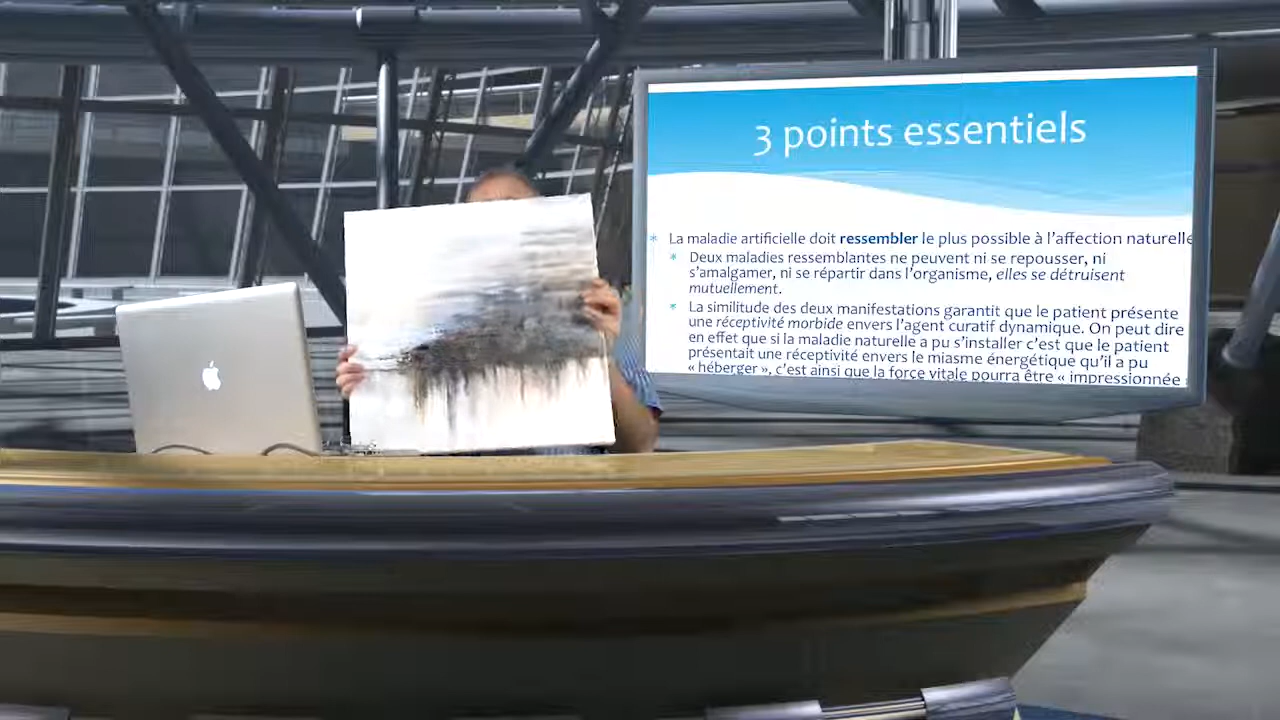 3 points essentiels
* La maladie artificielle doit ressembler le plus possible à l'affection naturelle
* Deux maladies ressemblantes ne peuvent ni se repousser, ni
s'amalgamer, ni se répartir dans l'organisme, elles se détruisent
mutuellement.
* La similitude des deux manifestations garantit que le patient présente
une réceptivité morbide envers l'agent curatif dynamique. On peut dire
en effet que si la maladie naturelle a pu s'installer c'est que le patient
présentait une réceptivité envers le miasme énergétique qu'il a pu
« héberger », c'est ainsi que la force vitale pourra être « impressionnée